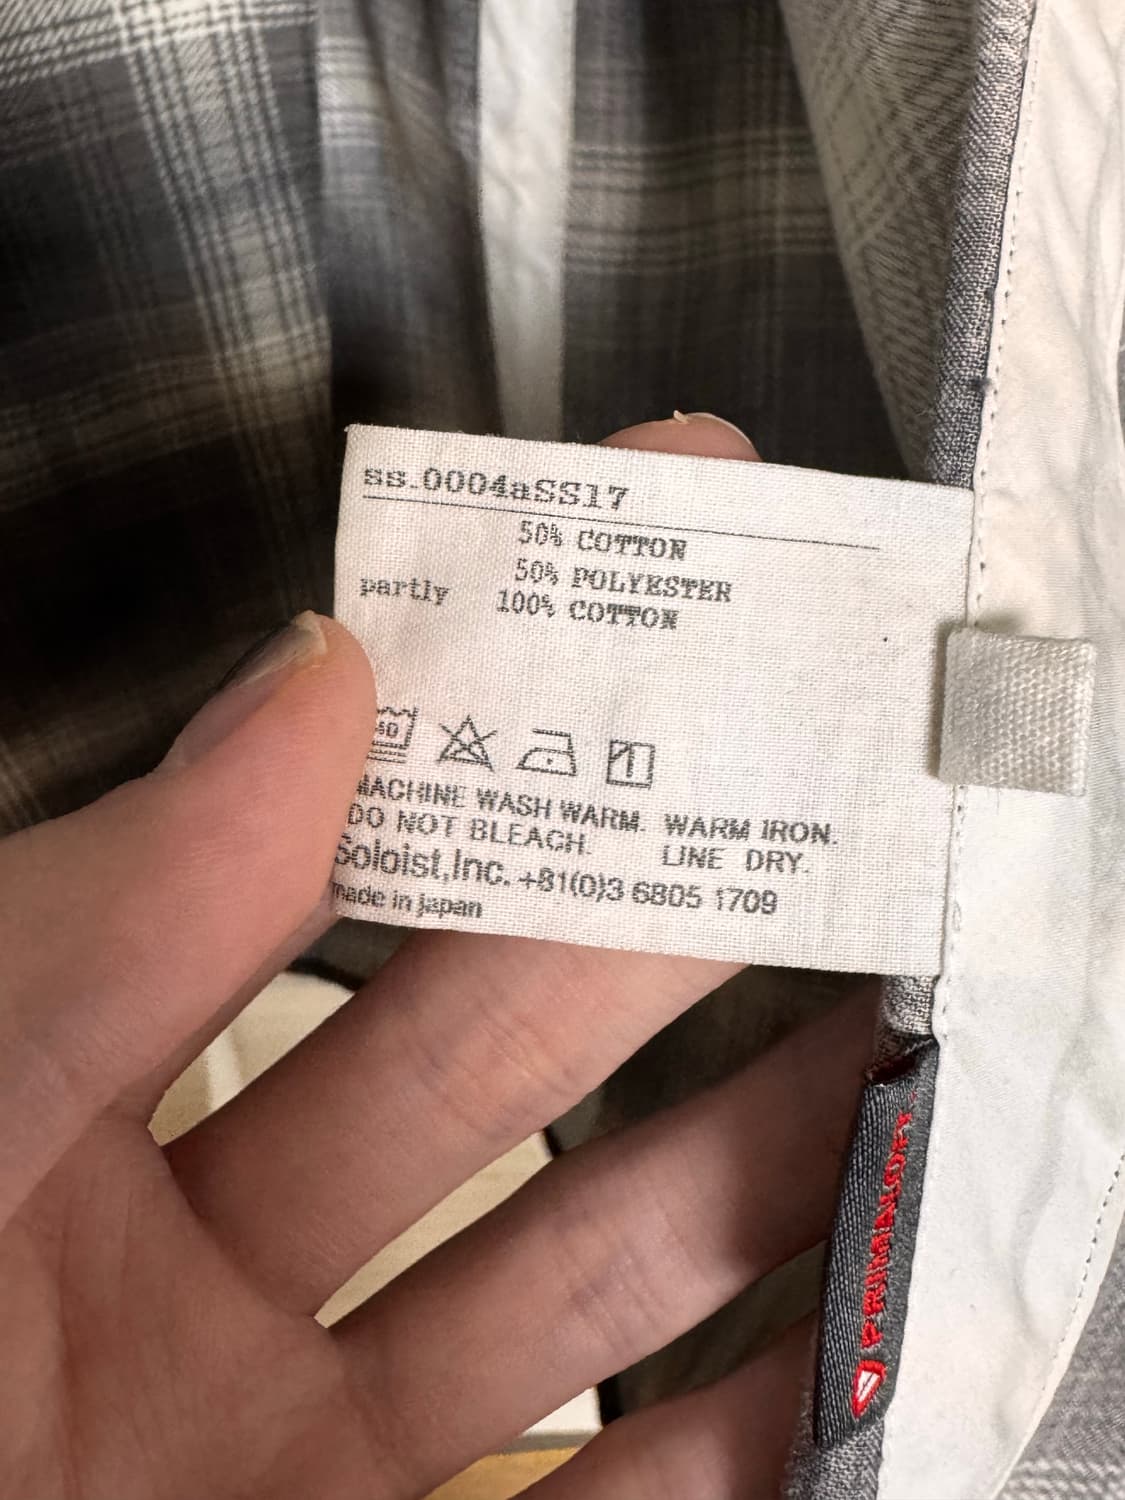 ss.0004aSS17
50% COTTON
50% POLYESTER
partly 100% COTTON
40
MACHINE WASH WARM. WARM IRON.
DO NOT BLEACH. LINE DRY.
Soloist,Inc. +81(0)3 6805 1709
made in japan
PRIMALOFT